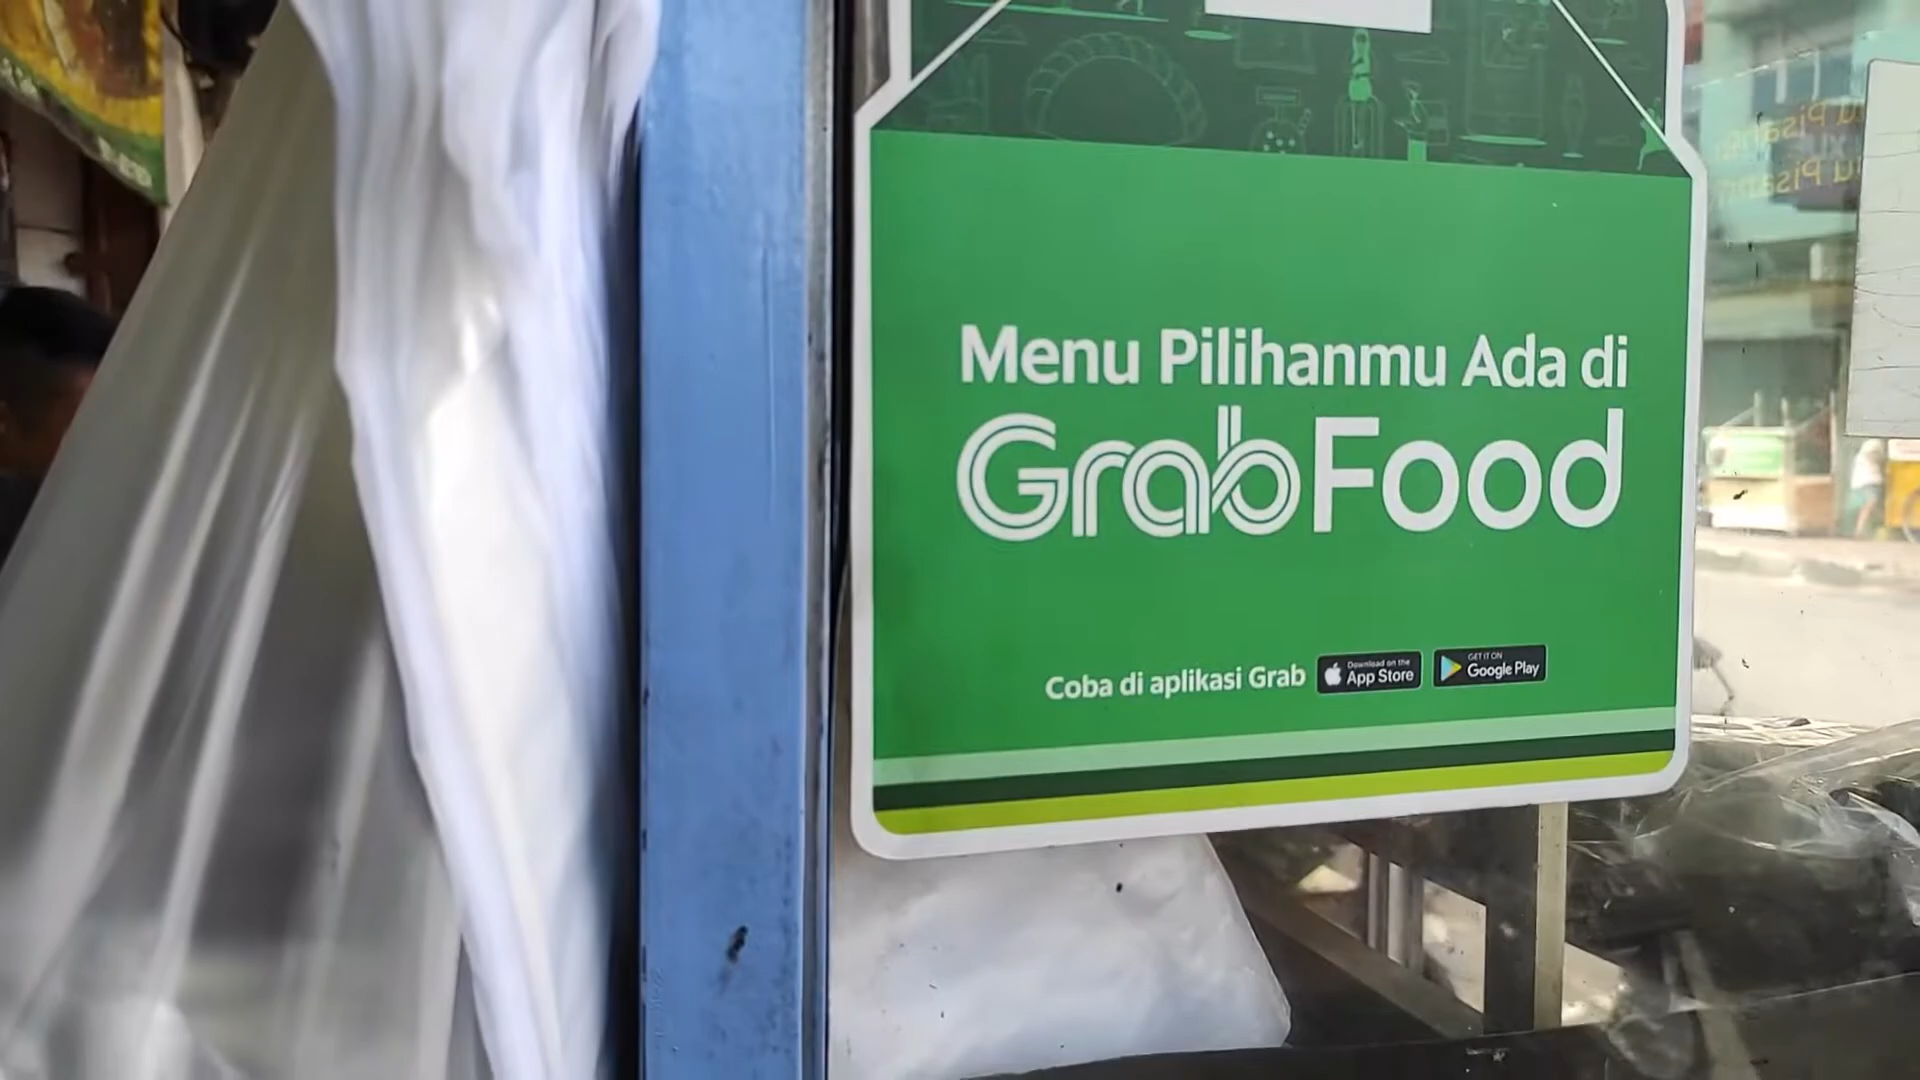 Menu Pilihanmu Ada di
GrabFood
Coba di aplikasi Grab
Download on the
App Store
GET IT ON
Google Play